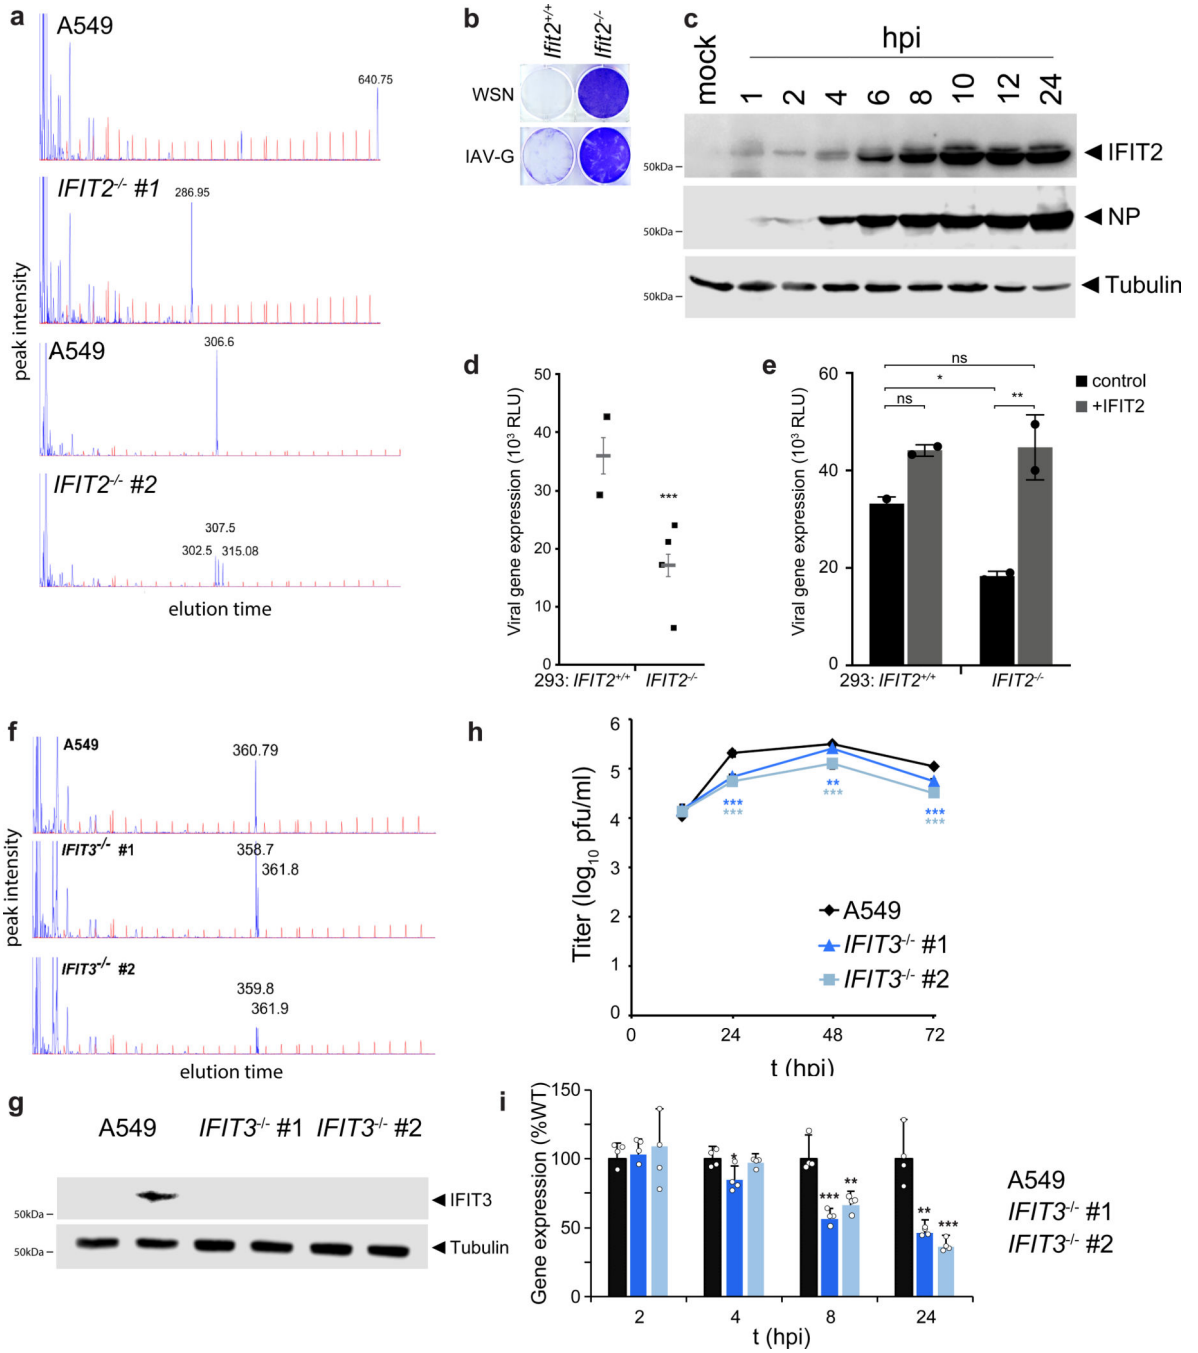 a
A549
640.75
IFIT2-/- #1
286.95
A549
306.6
IFIT2-/- #2
307.5
302.5
315.08
peak intensity
elution time
b
Ifit2+/+
Ifit2-/-
WSN
IAV-G
c
hpi
mock
1
2
4
6
8
10
12
24
50kDa
IFIT2
50kDa
NP
50kDa
Tubulin
d
Viral gene expression (10³ RLU)
50
40
30
20
10
0
***
293: IFIT2+/+
IFIT2-/-
e
Viral gene expression (10³ RLU)
60
40
20
0
ns
*
ns
**
control
+IFIT2
293: IFIT2+/+
IFIT2-/-
f
A549
360.79
IFIT3-/- #1
358.7
361.8
IFIT3-/- #2
359.8
361.9
peak intensity
elution time
g
A549
IFIT3-/- #1
IFIT3-/- #2
50kDa
IFIT3
50kDa
Tubulin
h
Titer (log10 pfu/ml)
6
5
4
3
2
1
0
***
***
**
***
***
***
A549
IFIT3-/- #1
IFIT3-/- #2
0
24
48
72
t (hpi)
i
Gene expression (%WT)
150
100
50
0
*
***
**
**
***
2
4
8
24
t (hpi)
A549
IFIT3-/- #1
IFIT3-/- #2